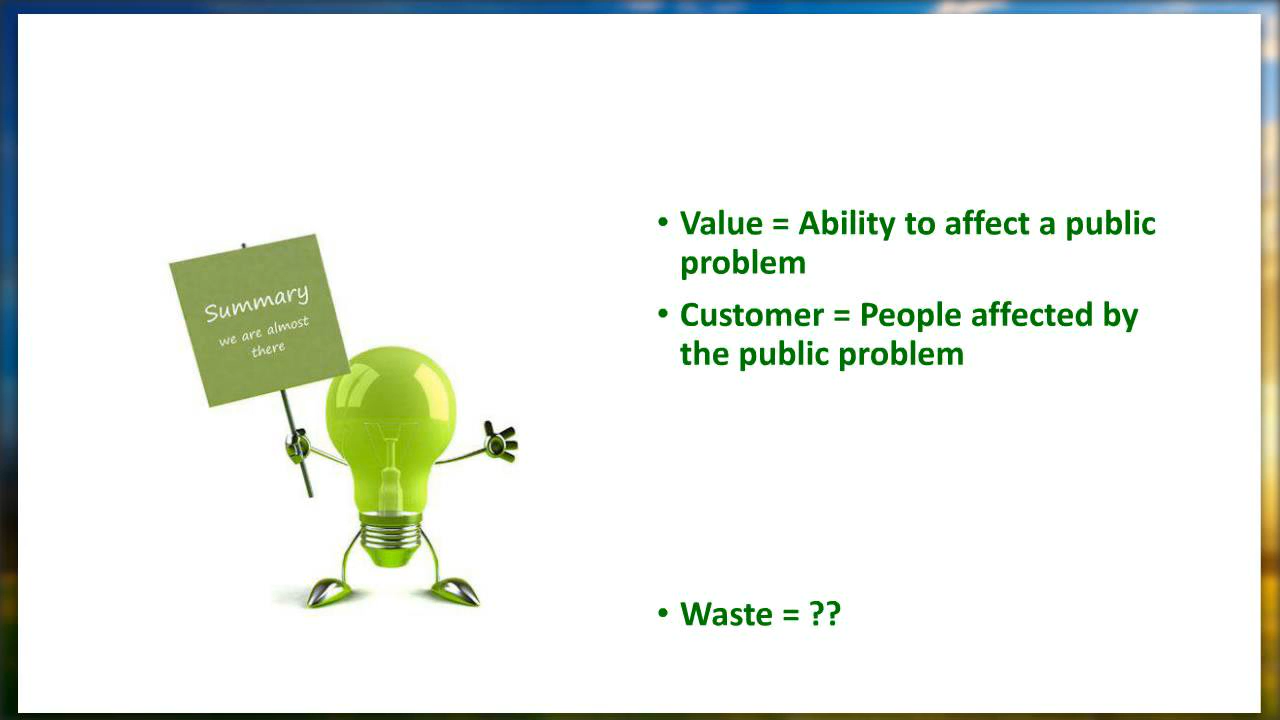 Summary
we are almost
there
• Value = Ability to affect a public
problem
• Customer = People affected by
the public problem
• Waste = ??